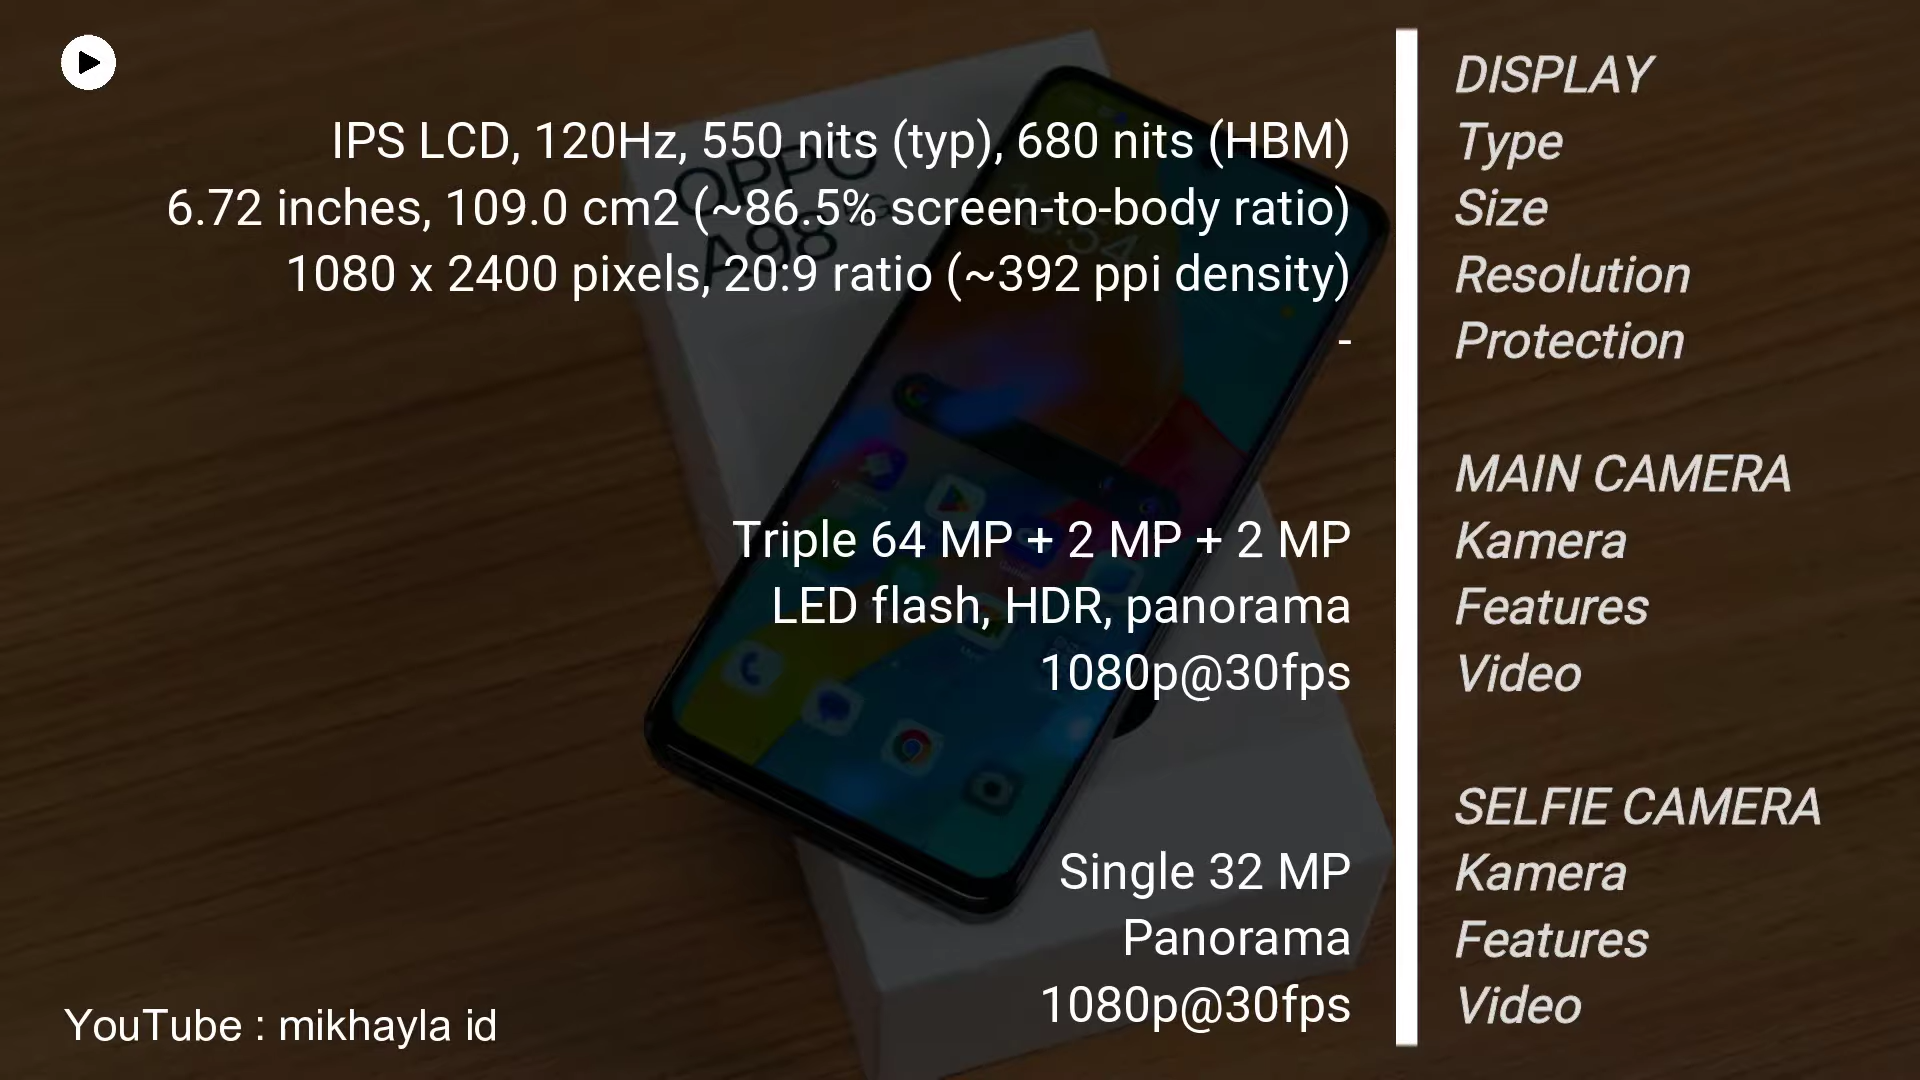 DISPLAY
IPS LCD, 120Hz, 550 nits (typ), 680 nits (HBM) Type
6.72 inches, 109.0 cm2 (~86.5% screen-to-body ratio) Size
1080 x 2400 pixels, 20:9 ratio (~392 ppi density) Resolution
- Protection
MAIN CAMERA
Triple 64 MP + 2 MP + 2 MP Kamera
LED flash, HDR, panorama Features
1080p@30fps Video
SELFIE CAMERA
Single 32 MP Kamera
Panorama Features
1080p@30fps Video
YouTube : mikhayla id
OPPO
A98 5G